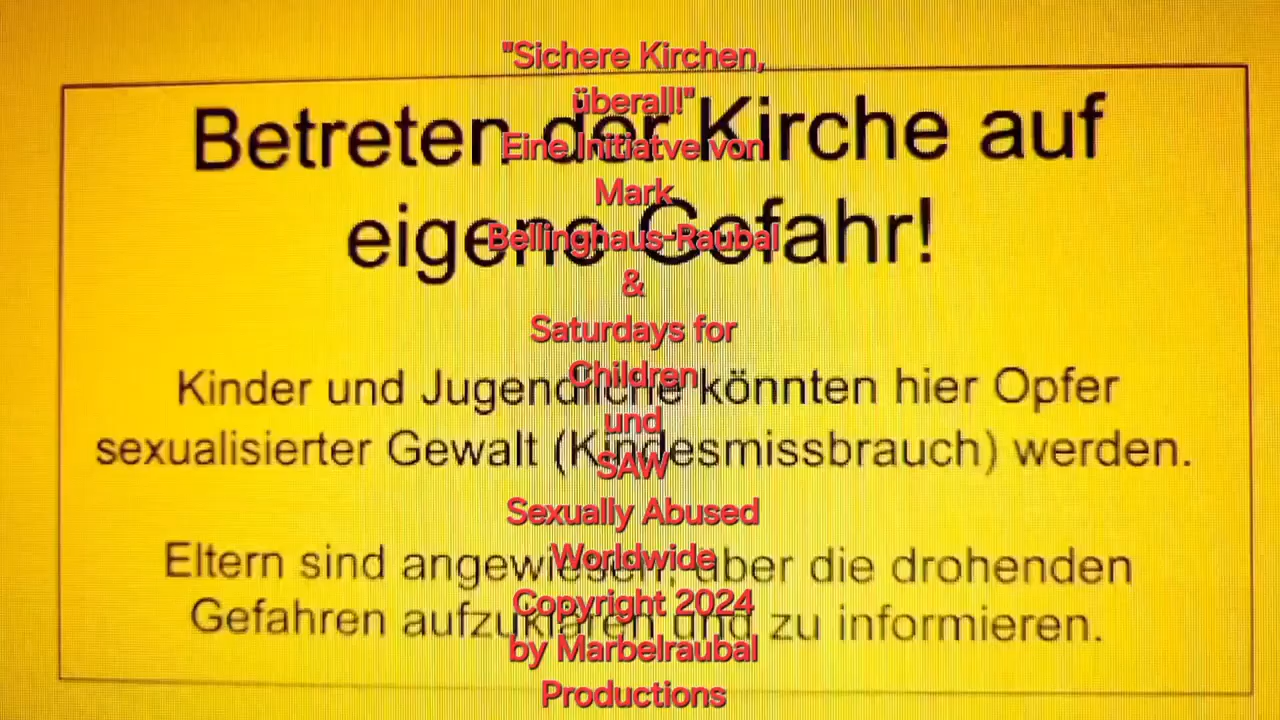 "Sichere Kirchen,
überall!"
Eine Initiatve von
Mark
Bellinghaus-Raubal
&
Saturdays for
Children
und
SAW
Sexually Abused
Worldwide
Copyright 2024
by Marbelraubal
Productions
Betreten der Kirche auf
eigene Gefahr!
Kinder und Jugendliche könnten hier Opfer
sexualisierter Gewalt (Kindesmissbrauch) werden.
Eltern sind angewiesen, über die drohenden
Gefahren aufzuklären und zu informieren.